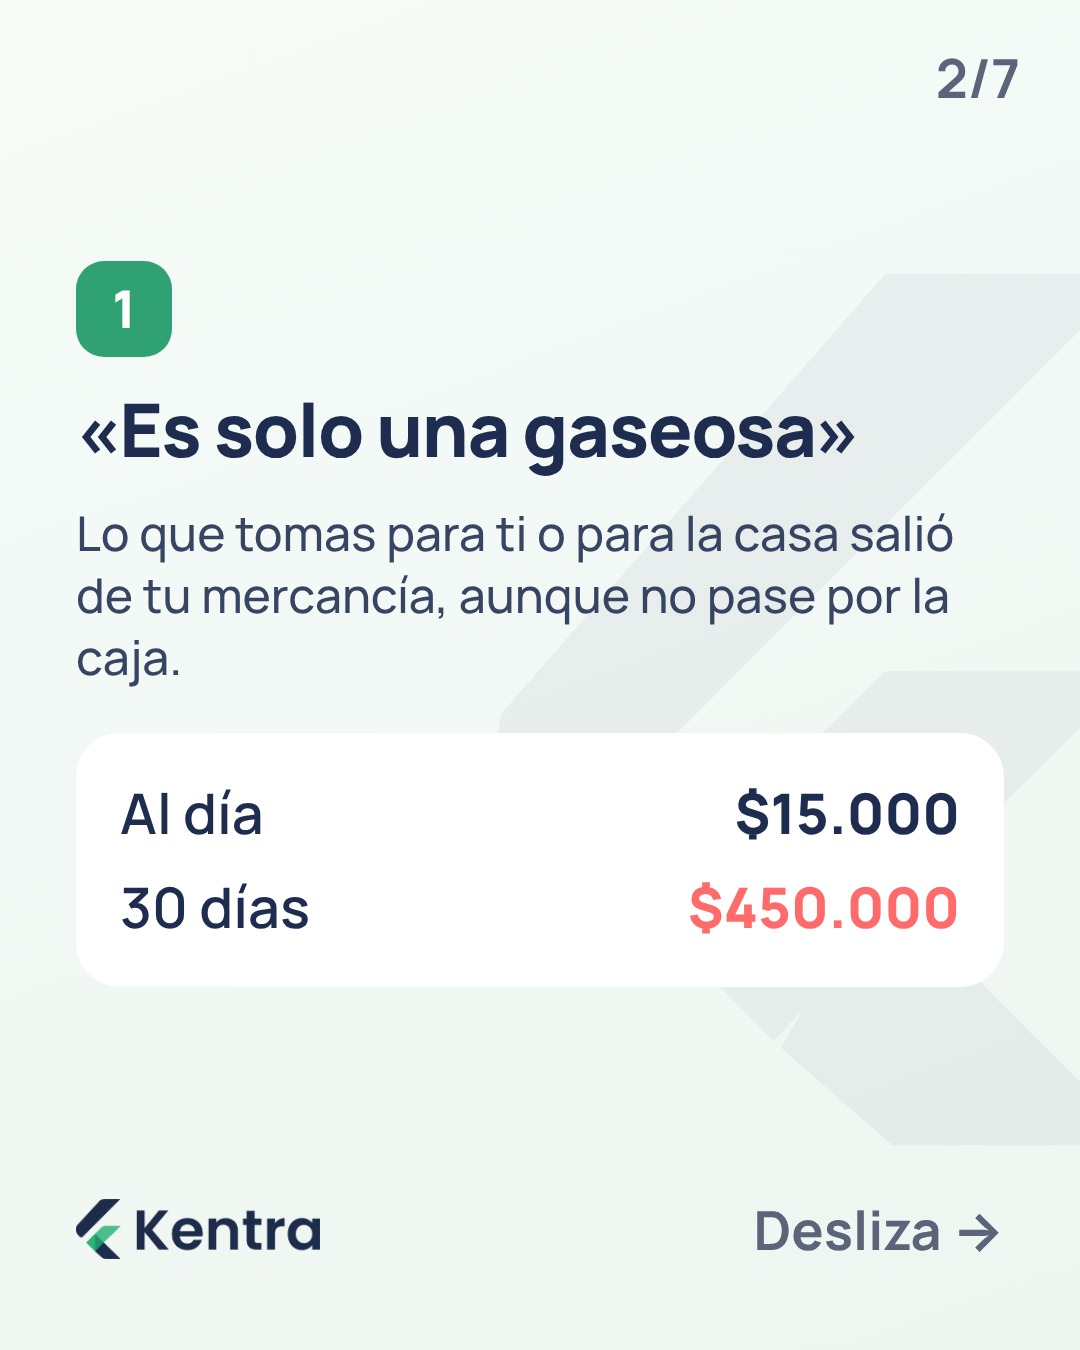 2/7
1
«Es solo una gaseosa»
Lo que tomas para ti o para la casa salió
de tu mercancía, aunque no pase por la
caja.
Al día $15.000
30 días $450.000
Kentra Desliza →